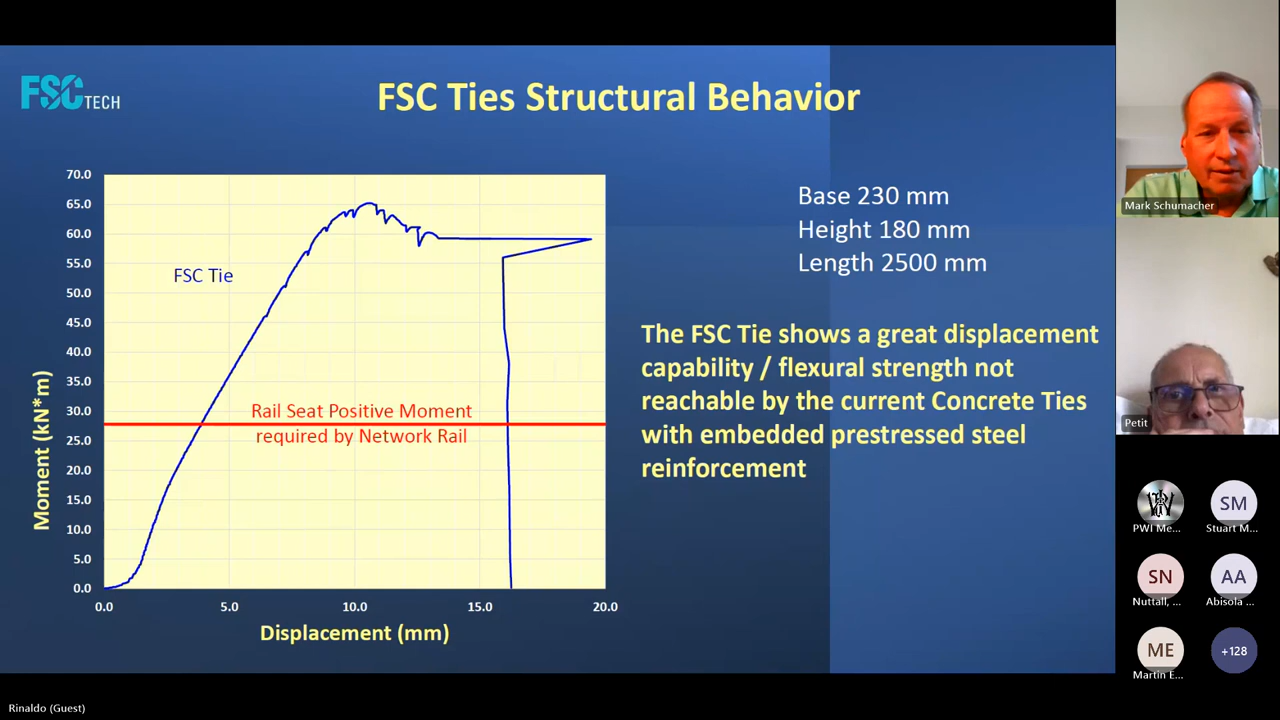 FSC TECH
FSC Ties Structural Behavior
70.0
65.0
60.0
55.0
50.0
45.0
40.0
35.0
30.0
25.0
20.0
15.0
10.0
5.0
0.0
Moment (kN*m)
FSC Tie
Rail Seat Positive Moment
required by Network Rail
0.0
5.0
10.0
15.0
20.0
Displacement (mm)
Base 230 mm
Height 180 mm
Length 2500 mm
The FSC Tie shows a great displacement
capability / flexural strength not
reachable by the current Concrete Ties
with embedded prestressed steel
reinforcement
Mark Schumacher
Petit
PWI Me...
SM
Stuart M...
SN
Nuttall, ...
AA
Abisola ...
ME
Martin E...
+128
Rinaldo (Guest)